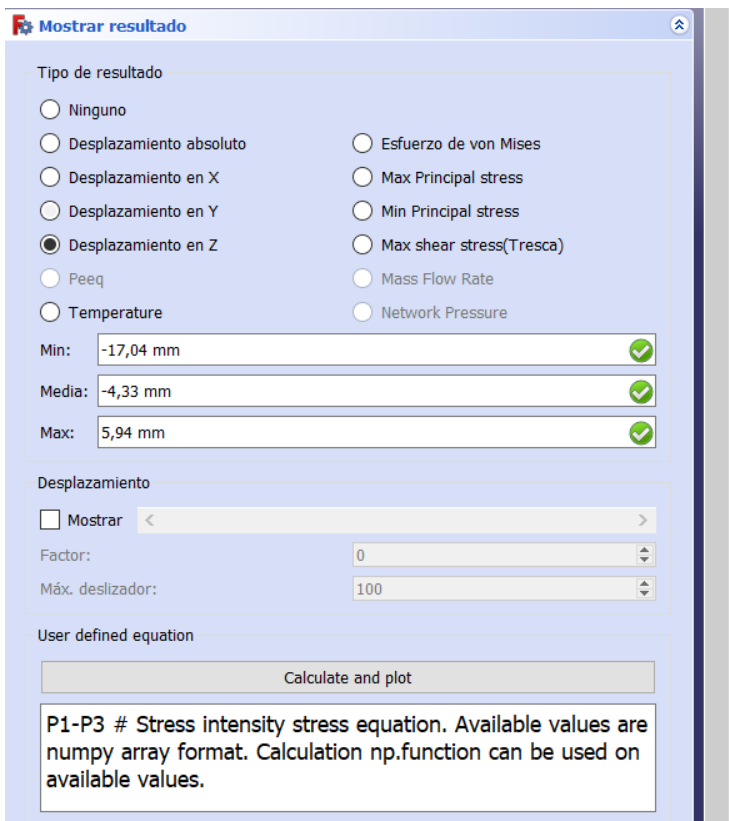 Mostrar resultado
Tipo de resultado
Ninguno
Desplazamiento absoluto
Esfuerzo de von Mises
Desplazamiento en X
Max Principal stress
Desplazamiento en Y
Min Principal stress
Desplazamiento en Z
Max shear stress(Tresca)
Peeq
Mass Flow Rate
Temperature
Network Pressure
Min: -17,04 mm
Media: -4,33 mm
Max: 5,94 mm
Desplazamiento
Mostrar
Factor: 0
Máx. deslizador: 100
User defined equation
Calculate and plot
P1-P3 # Stress intensity stress equation. Available values are
numpy array format. Calculation np.function can be used on
available values.